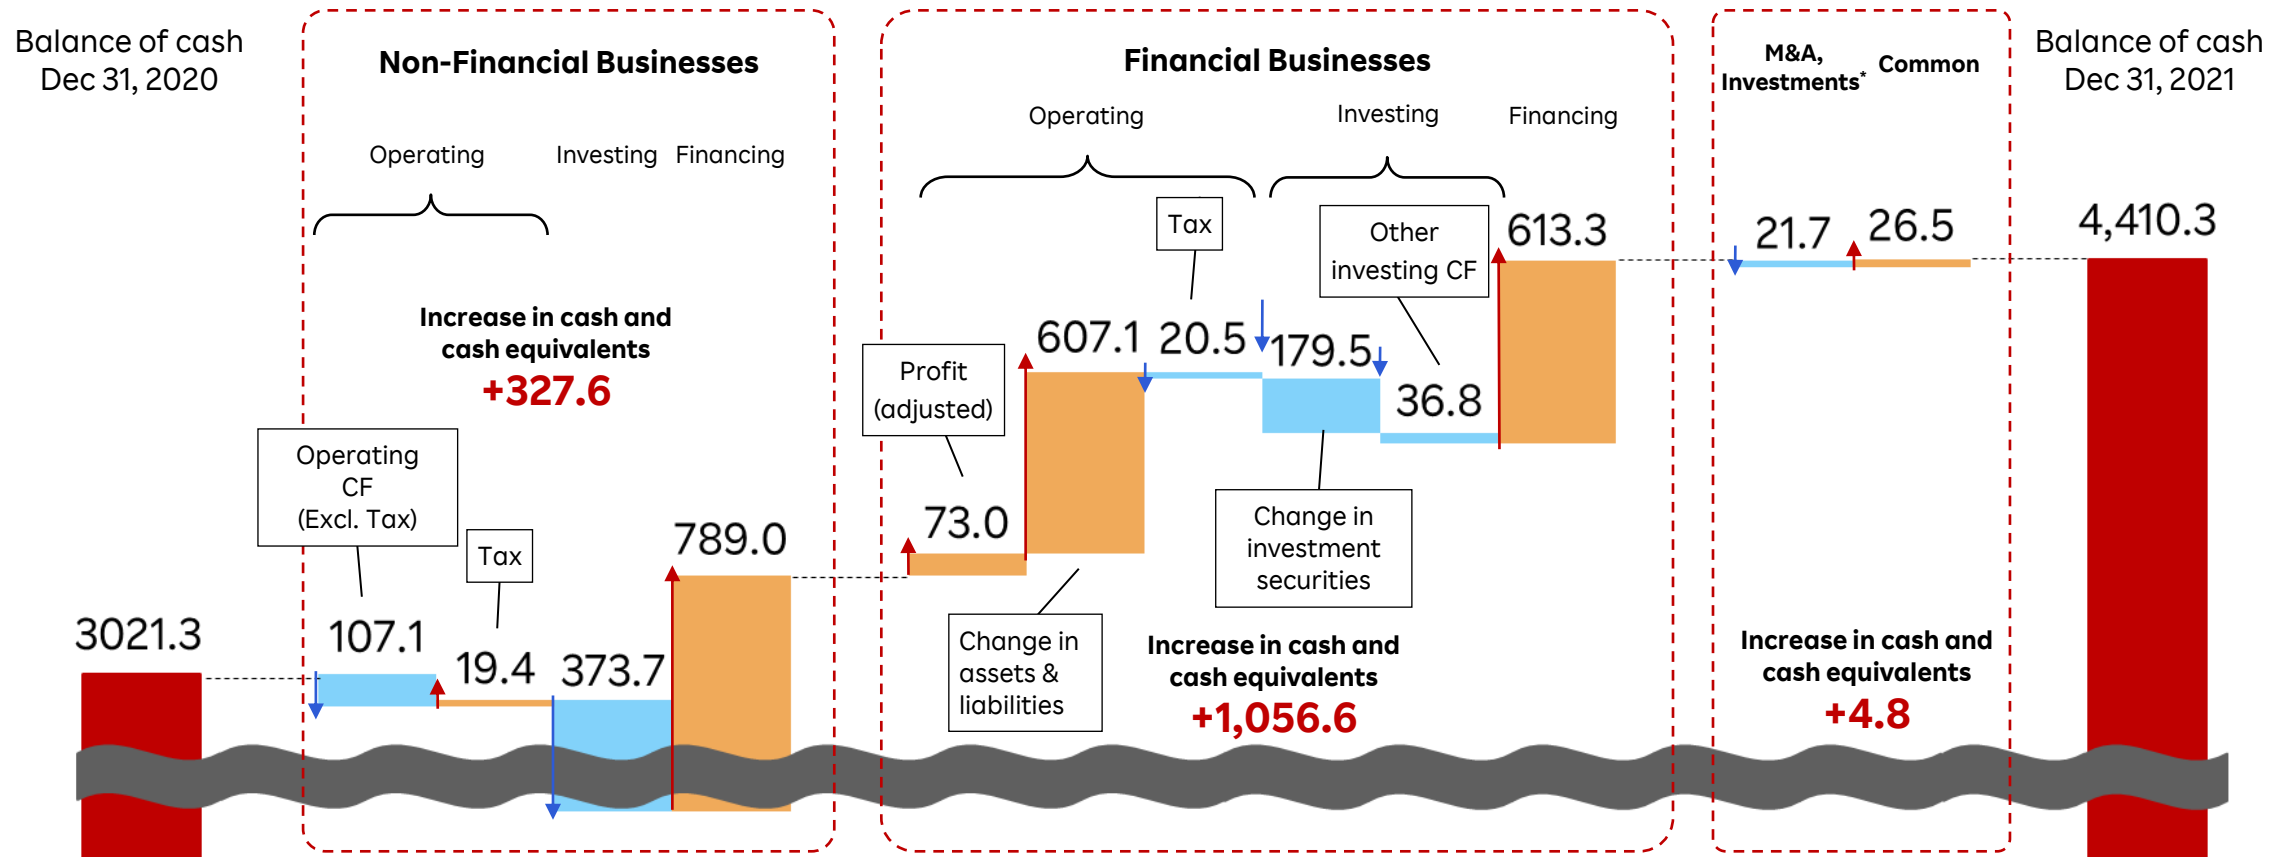 Balance of cash
Dec 31, 2020
Non-Financial Businesses
Operating
Investing
Financing
Increase in cash and
cash equivalents
+327.6
Operating
CF
(Excl. Tax)
Tax
3021.3
107.1
19.4
373.7
789.0
Financial Businesses
Operating
Investing
Financing
Tax
Other
investing CF
Profit
(adjusted)
73.0
607.1
20.5
179.5
36.8
613.3
Change in
assets &
liabilities
Change in
investment
securities
Increase in cash and
cash equivalents
+1,056.6
M&A,
Investments*
Common
21.7
26.5
Increase in cash and
cash equivalents
+4.8
Balance of cash
Dec 31, 2021
4,410.3